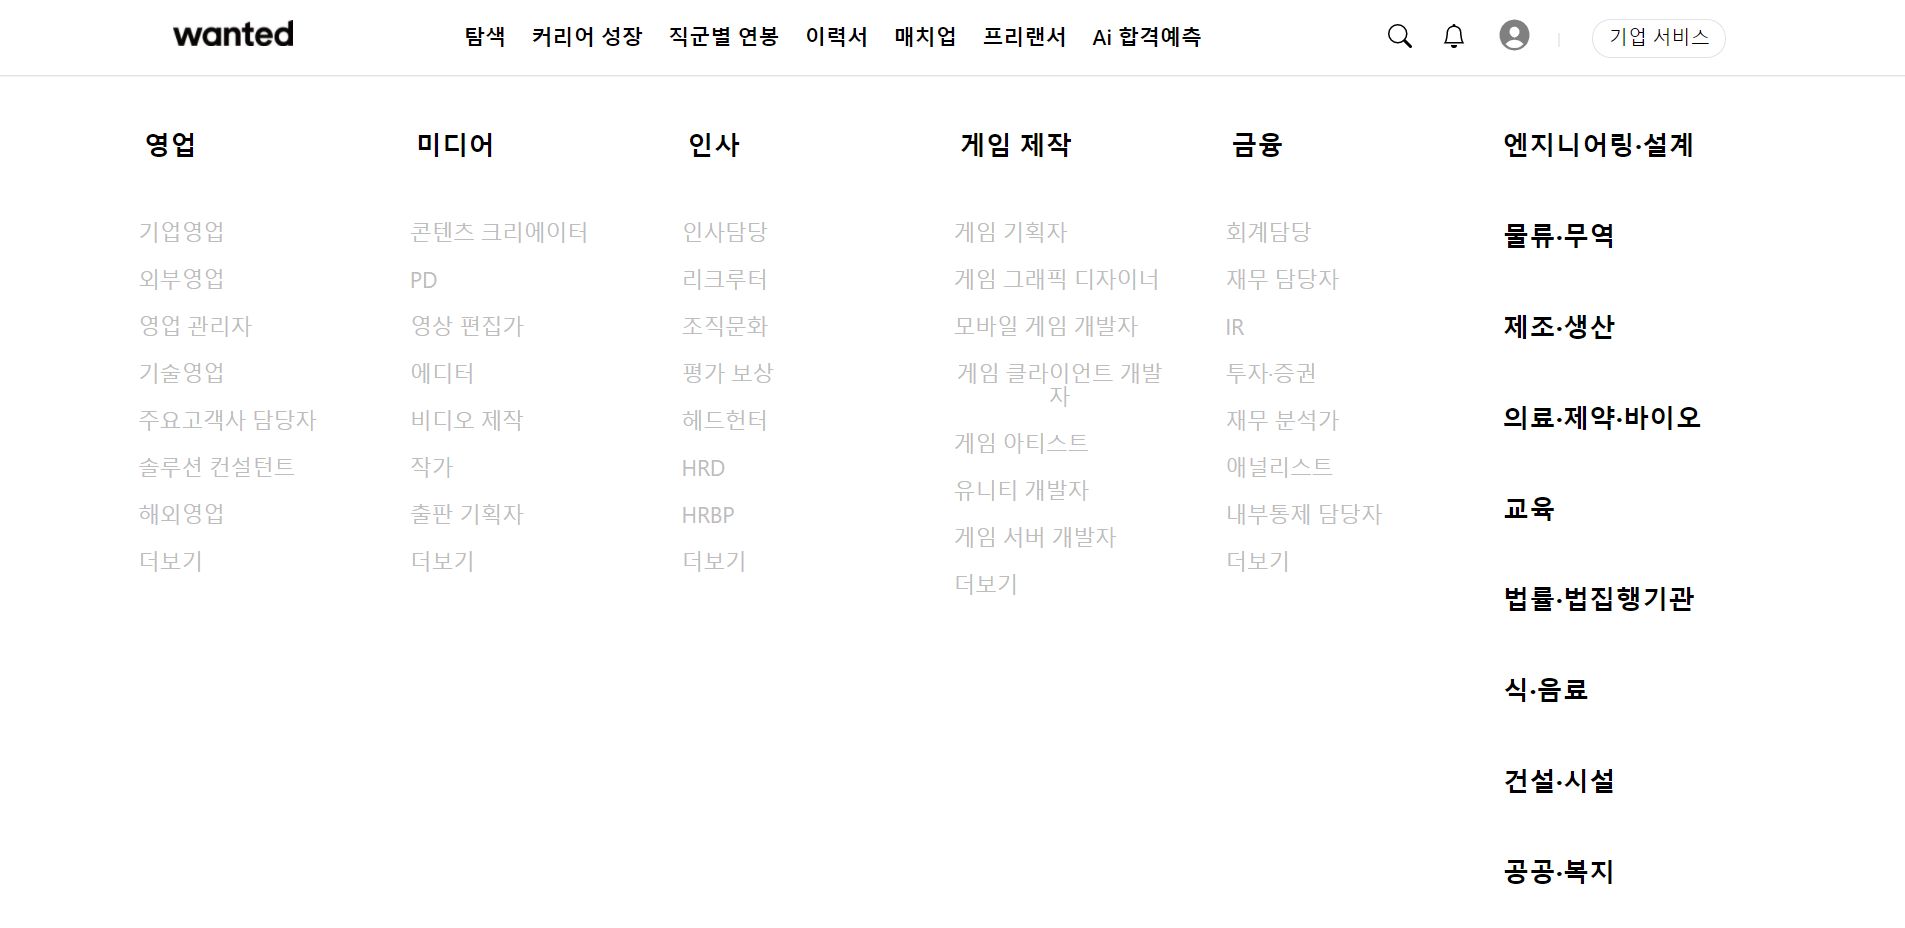 wanted
탐색 커리어 성장 직군별 연봉 이력서 매치업 프리랜서 Ai 합격예측
기업 서비스
영업
기업영업
외부영업
영업 관리자
기술영업
주요고객사 담당자
솔루션 컨설턴트
해외영업
더보기
미디어
콘텐츠 크리에이터
PD
영상 편집가
에디터
비디오 제작
작가
출판 기획자
더보기
인사
인사담당
리크루터
조직문화
평가 보상
헤드헌터
HRD
HRBP
더보기
게임 제작
게임 기획자
게임 그래픽 디자이너
모바일 게임 개발자
게임 클라이언트 개발
자
게임 아티스트
유니티 개발자
게임 서버 개발자
더보기
금융
회계담당
재무 담당자
IR
투자·증권
재무 분석가
애널리스트
내부통제 담당자
더보기
엔지니어링·설계
물류·무역
제조·생산
의료·제약·바이오
교육
법률·법집행기관
식·음료
건설·시설
공공·복지